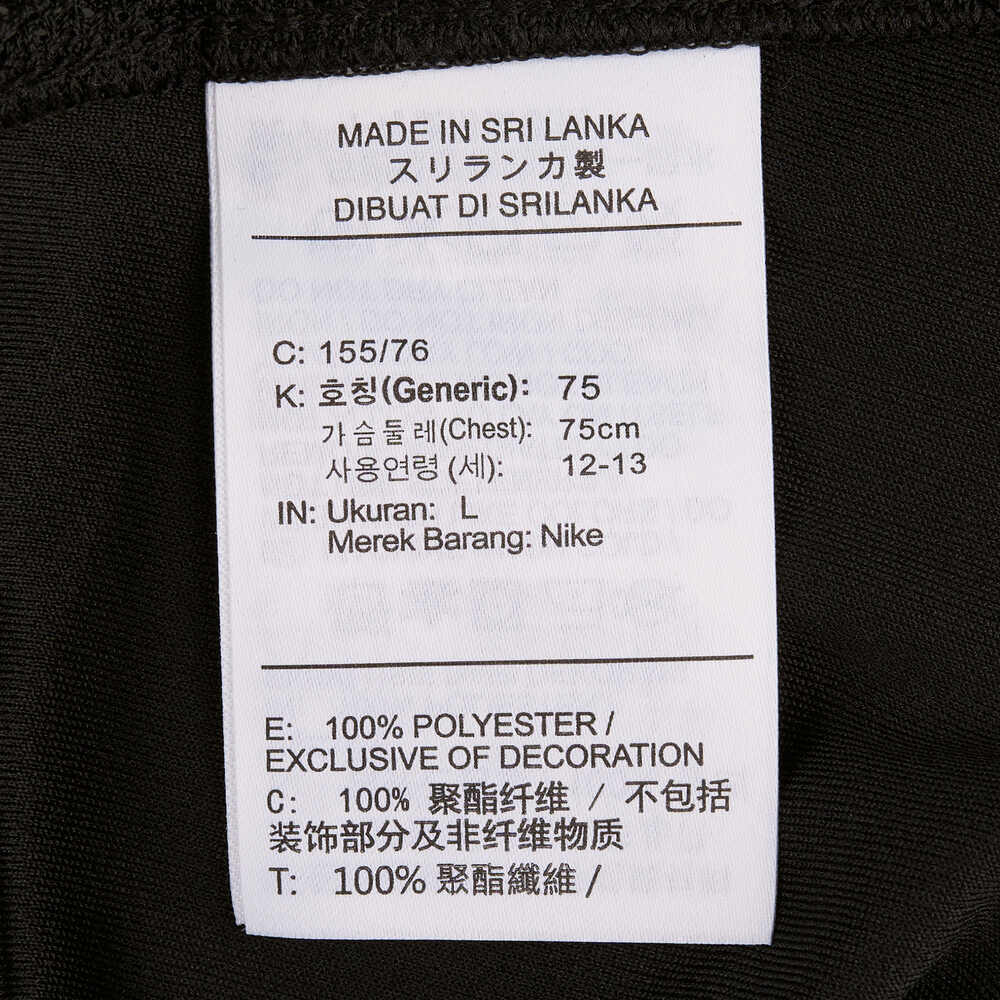 MADE IN SRI LANKA
スリランカ製
DIBUAT DI SRILANKA
C: 155/76
K: 호칭(Generic): 75
가슴둘레(Chest): 75cm
사용연령 (세): 12-13
IN: Ukuran: L
Merek Barang: Nike
E: 100% POLYESTER /
EXCLUSIVE OF DECORATION
C: 100% 聚酯纤维 / 不包括
装饰部分及非纤维物质
T: 100% 聚酯纖維 /